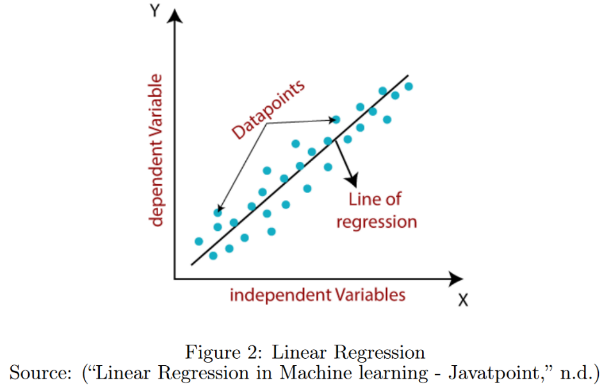 Y
dependent Variable
Datapoints
Line of
regression
independent Variables
X
Figure 2: Linear Regression
Source: (“Linear Regression in Machine learning - Javatpoint,” n.d.)